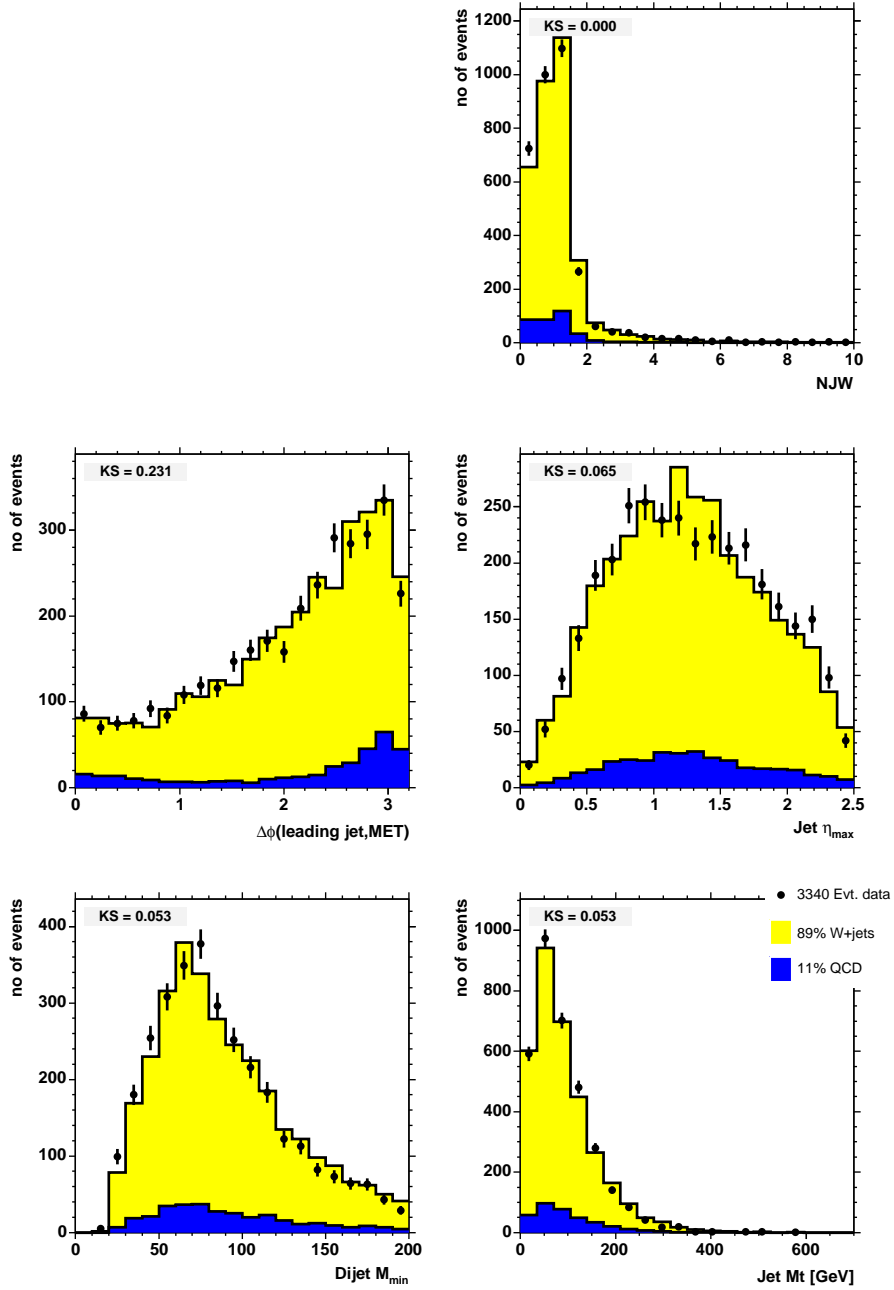 no of events
KS = 0.000
1200
1000
800
600
400
200
0
0 2 4 6 8 10
NJW
no of events
KS = 0.231
300
200
100
0
0 1 2 3
Δϕ(leading jet,MET)
no of events
KS = 0.065
250
200
150
100
50
0
0 0.5 1 1.5 2 2.5
Jet ηmax
no of events
KS = 0.053
400
300
200
100
0
0 50 100 150 200
Dijet Mmin
no of events
KS = 0.053
1000
800
600
400
200
0
0 200 400 600
Jet Mt [GeV]
3340 Evt. data
89% W+jets
11% QCD